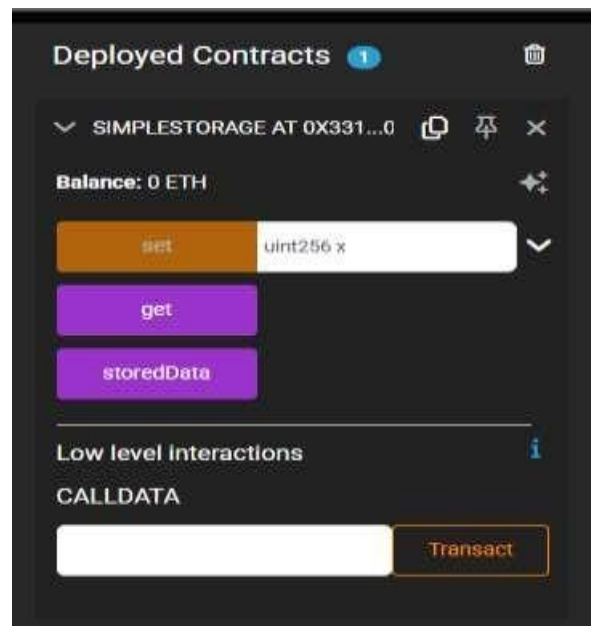 Deployed Contracts 1
SIMPLESTORAGE AT 0X331...0
Balance: 0 ETH
set uint256 x
get
storedData
Low level interactions i
CALLDATA
Transact